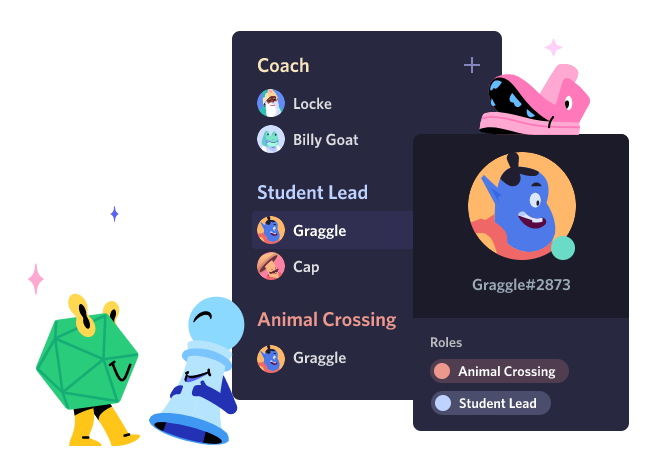 Coach
Locke
Billy Goat
Student Lead
Graggle
Cap
Animal Crossing
Graggle
Graggle#2873
Roles
Animal Crossing
Student Lead